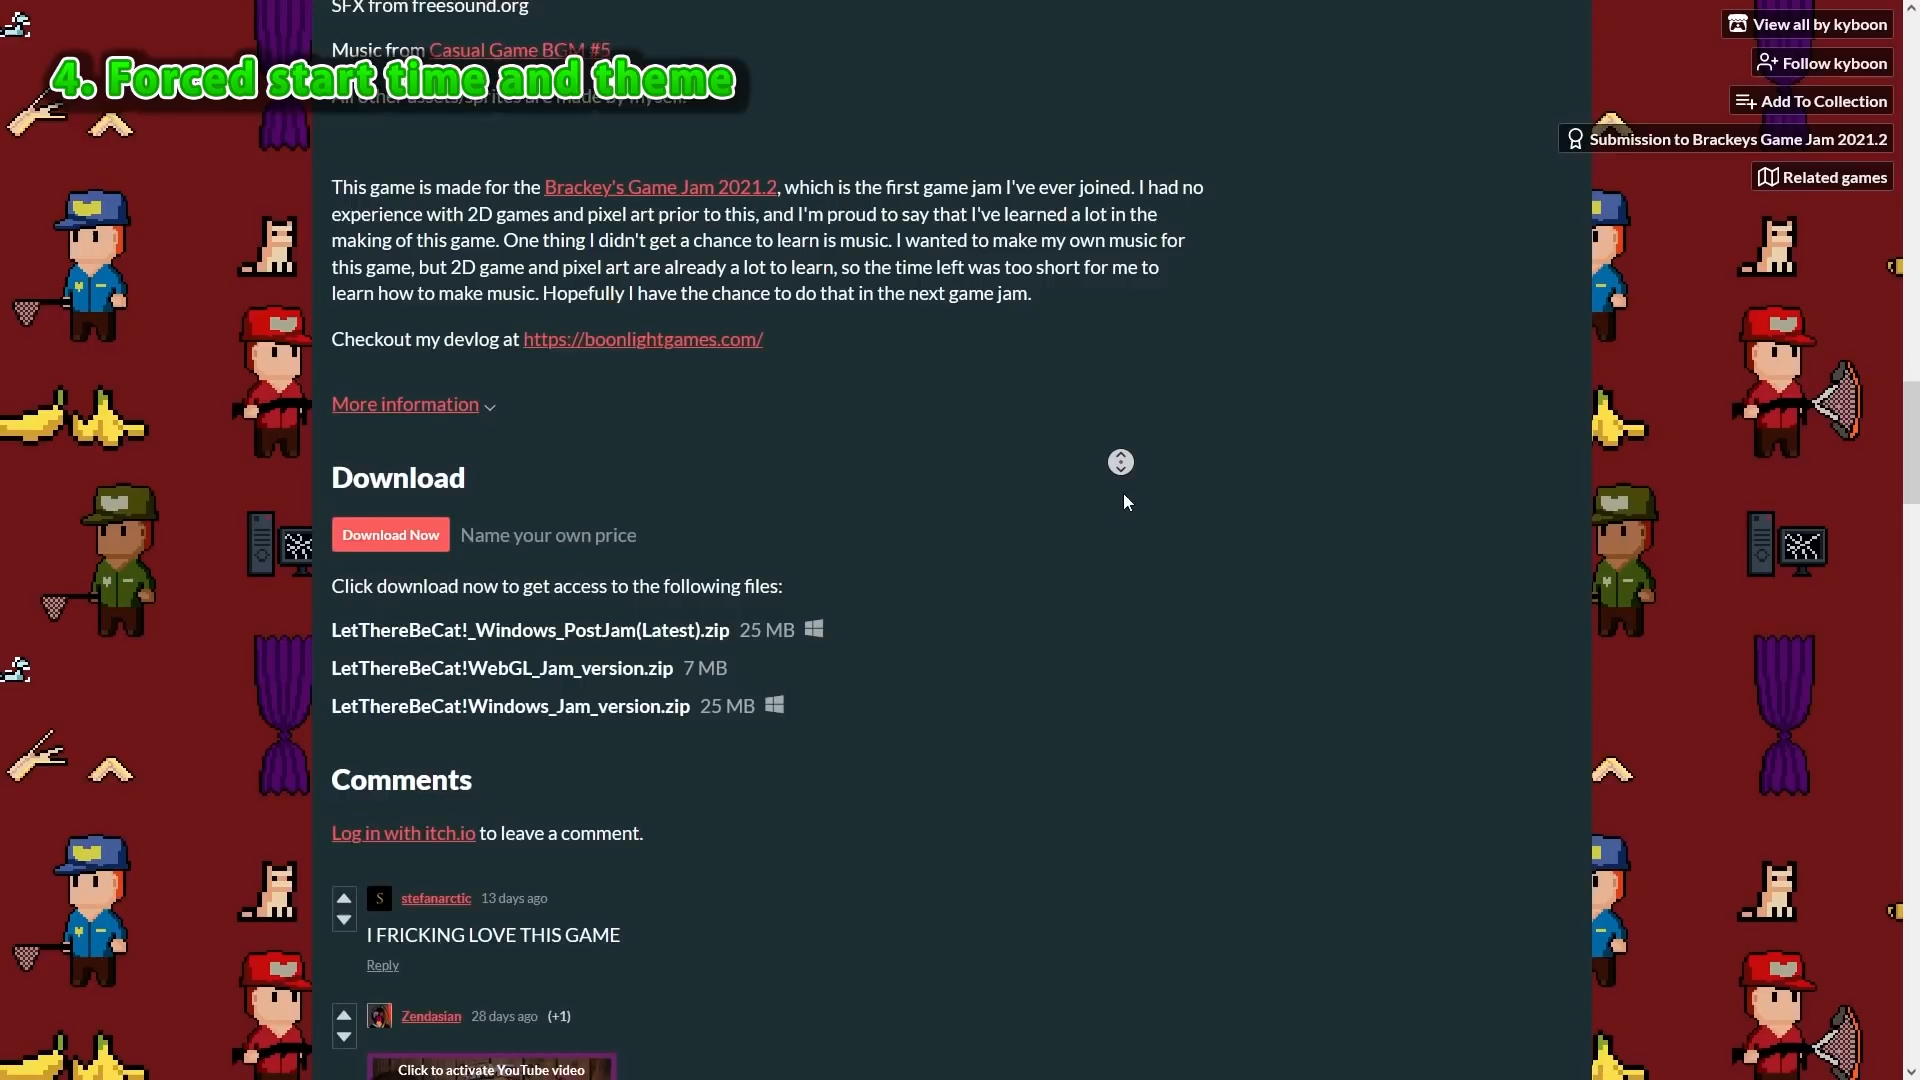 SFX from freesound.org
View all by kyboon
Music from Casual Game BGM #5
4. Forced start time and theme
Follow kyboon
All other assets/sprites are made by myself.
Add To Collection
Submission to Brackeys Game Jam 2021.2
Related games
This game is made for the Brackey's Game Jam 2021.2, which is the first game jam I've ever joined. I had no
experience with 2D games and pixel art prior to this, and I'm proud to say that I've learned a lot in the
making of this game. One thing I didn't get a chance to learn is music. I wanted to make my own music for
this game, but 2D game and pixel art are already a lot to learn, so the time left was too short for me to
learn how to make music. Hopefully I have the chance to do that in the next game jam.
Checkout my devlog at https://boonlightgames.com/
More information
Download
Download Now Name your own price
Click download now to get access to the following files:
LetThereBeCat!_Windows_PostJam(Latest).zip 25 MB
LetThereBeCat!WebGL_Jam_version.zip 7 MB
LetThereBeCat!Windows_Jam_version.zip 25 MB
Comments
Log in with itch.io to leave a comment.
S stefanarctic 13 days ago
I FRICKING LOVE THIS GAME
Reply
Zendasian 28 days ago (+1)
Click to activate YouTube video